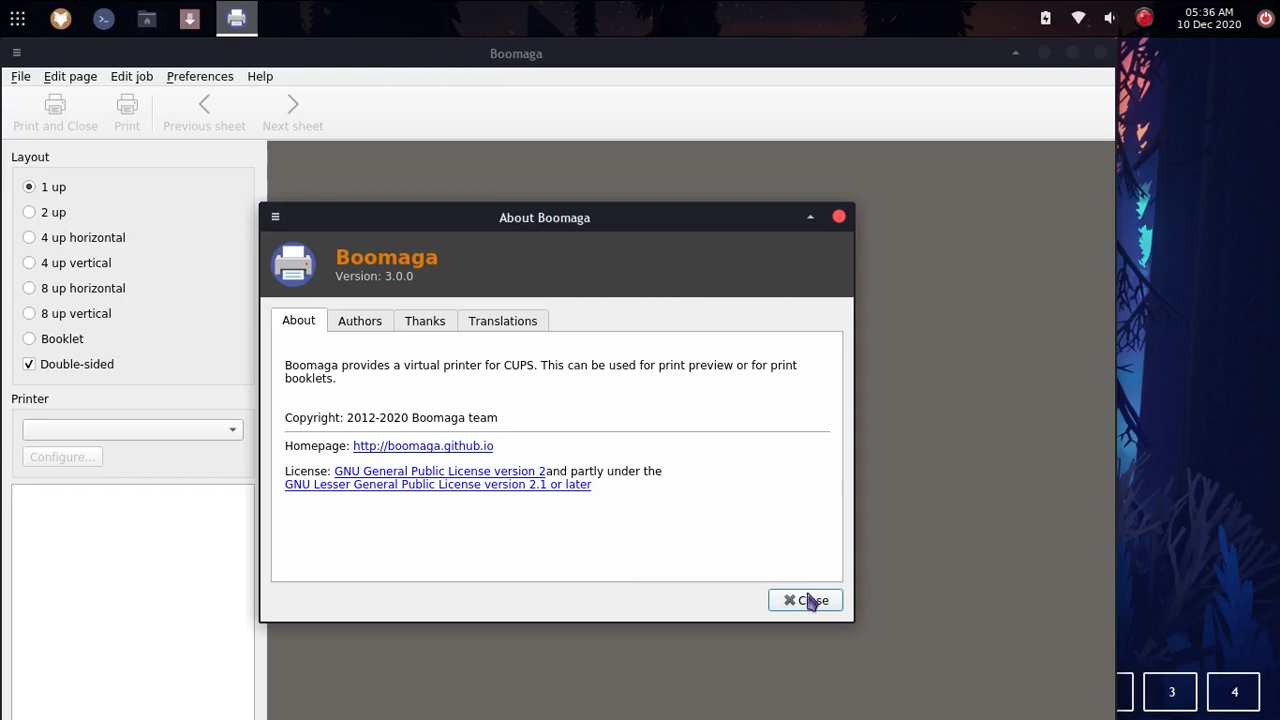 05:36 AM
10 Dec 2020
Boomaga
File Edit page Edit job Preferences Help
Print and Close Print Previous sheet Next sheet
Layout
1 up
2 up
4 up horizontal
4 up vertical
8 up horizontal
8 up vertical
Booklet
Double-sided
Printer
Configure...
About Boomaga
Boomaga
Version: 3.0.0
About Authors Thanks Translations
Boomaga provides a virtual printer for CUPS. This can be used for print preview or for print
booklets.
Copyright: 2012-2020 Boomaga team
Homepage: http://boomaga.github.io
License: GNU General Public License version 2and partly under the
GNU Lesser General Public License version 2.1 or later
Close
3 4